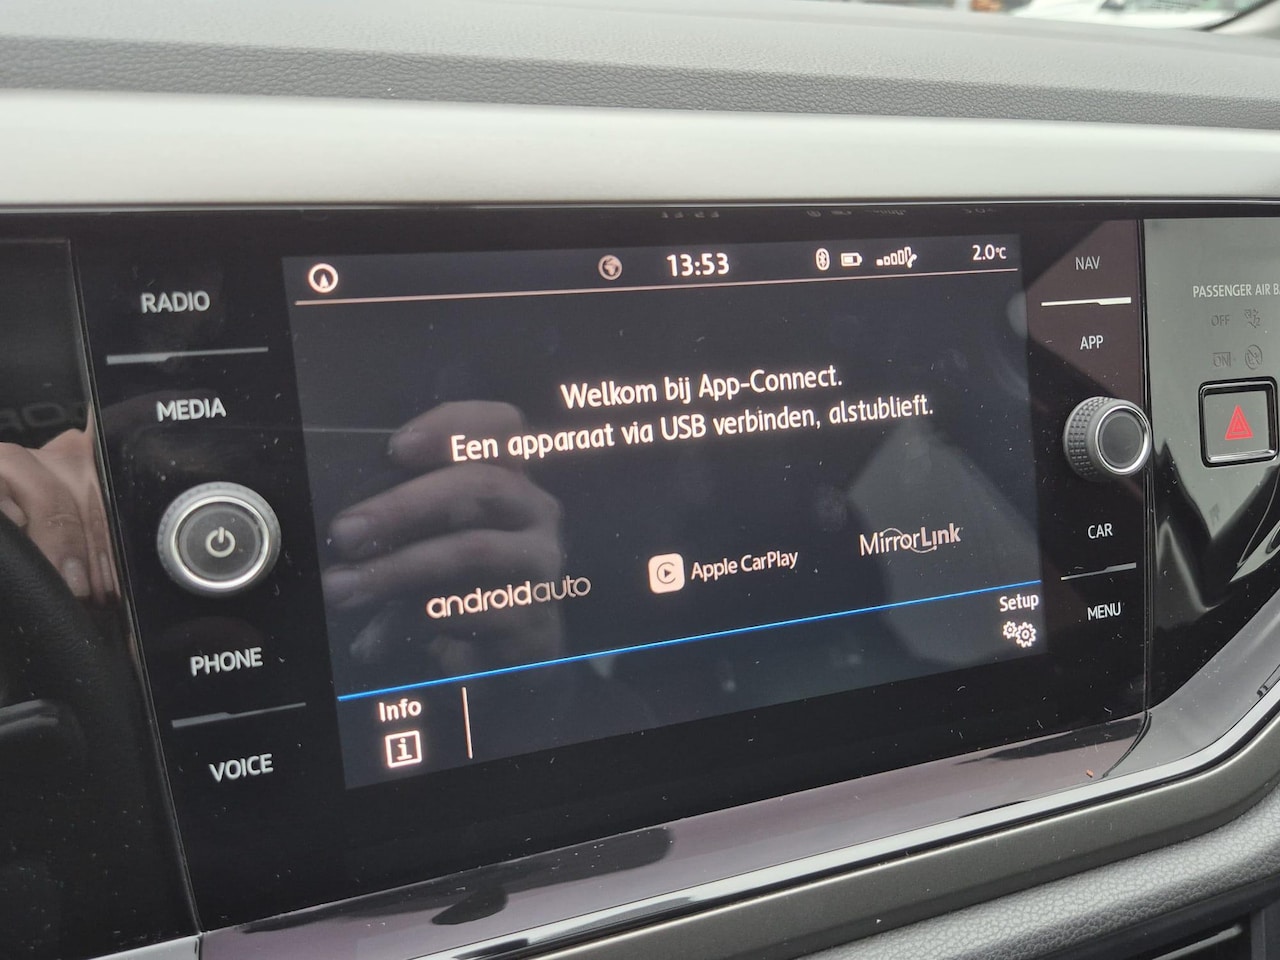 13:53
2.0°C
RADIO
MEDIA
PHONE
VOICE
Welkom bij App-Connect.
Een apparaat via USB verbinden, alstublieft.
androidauto
Apple CarPlay
MirrorLink
Setup
Info
i
NAV
APP
CAR
MENU
PASSENGER AIR B
OFF
ON